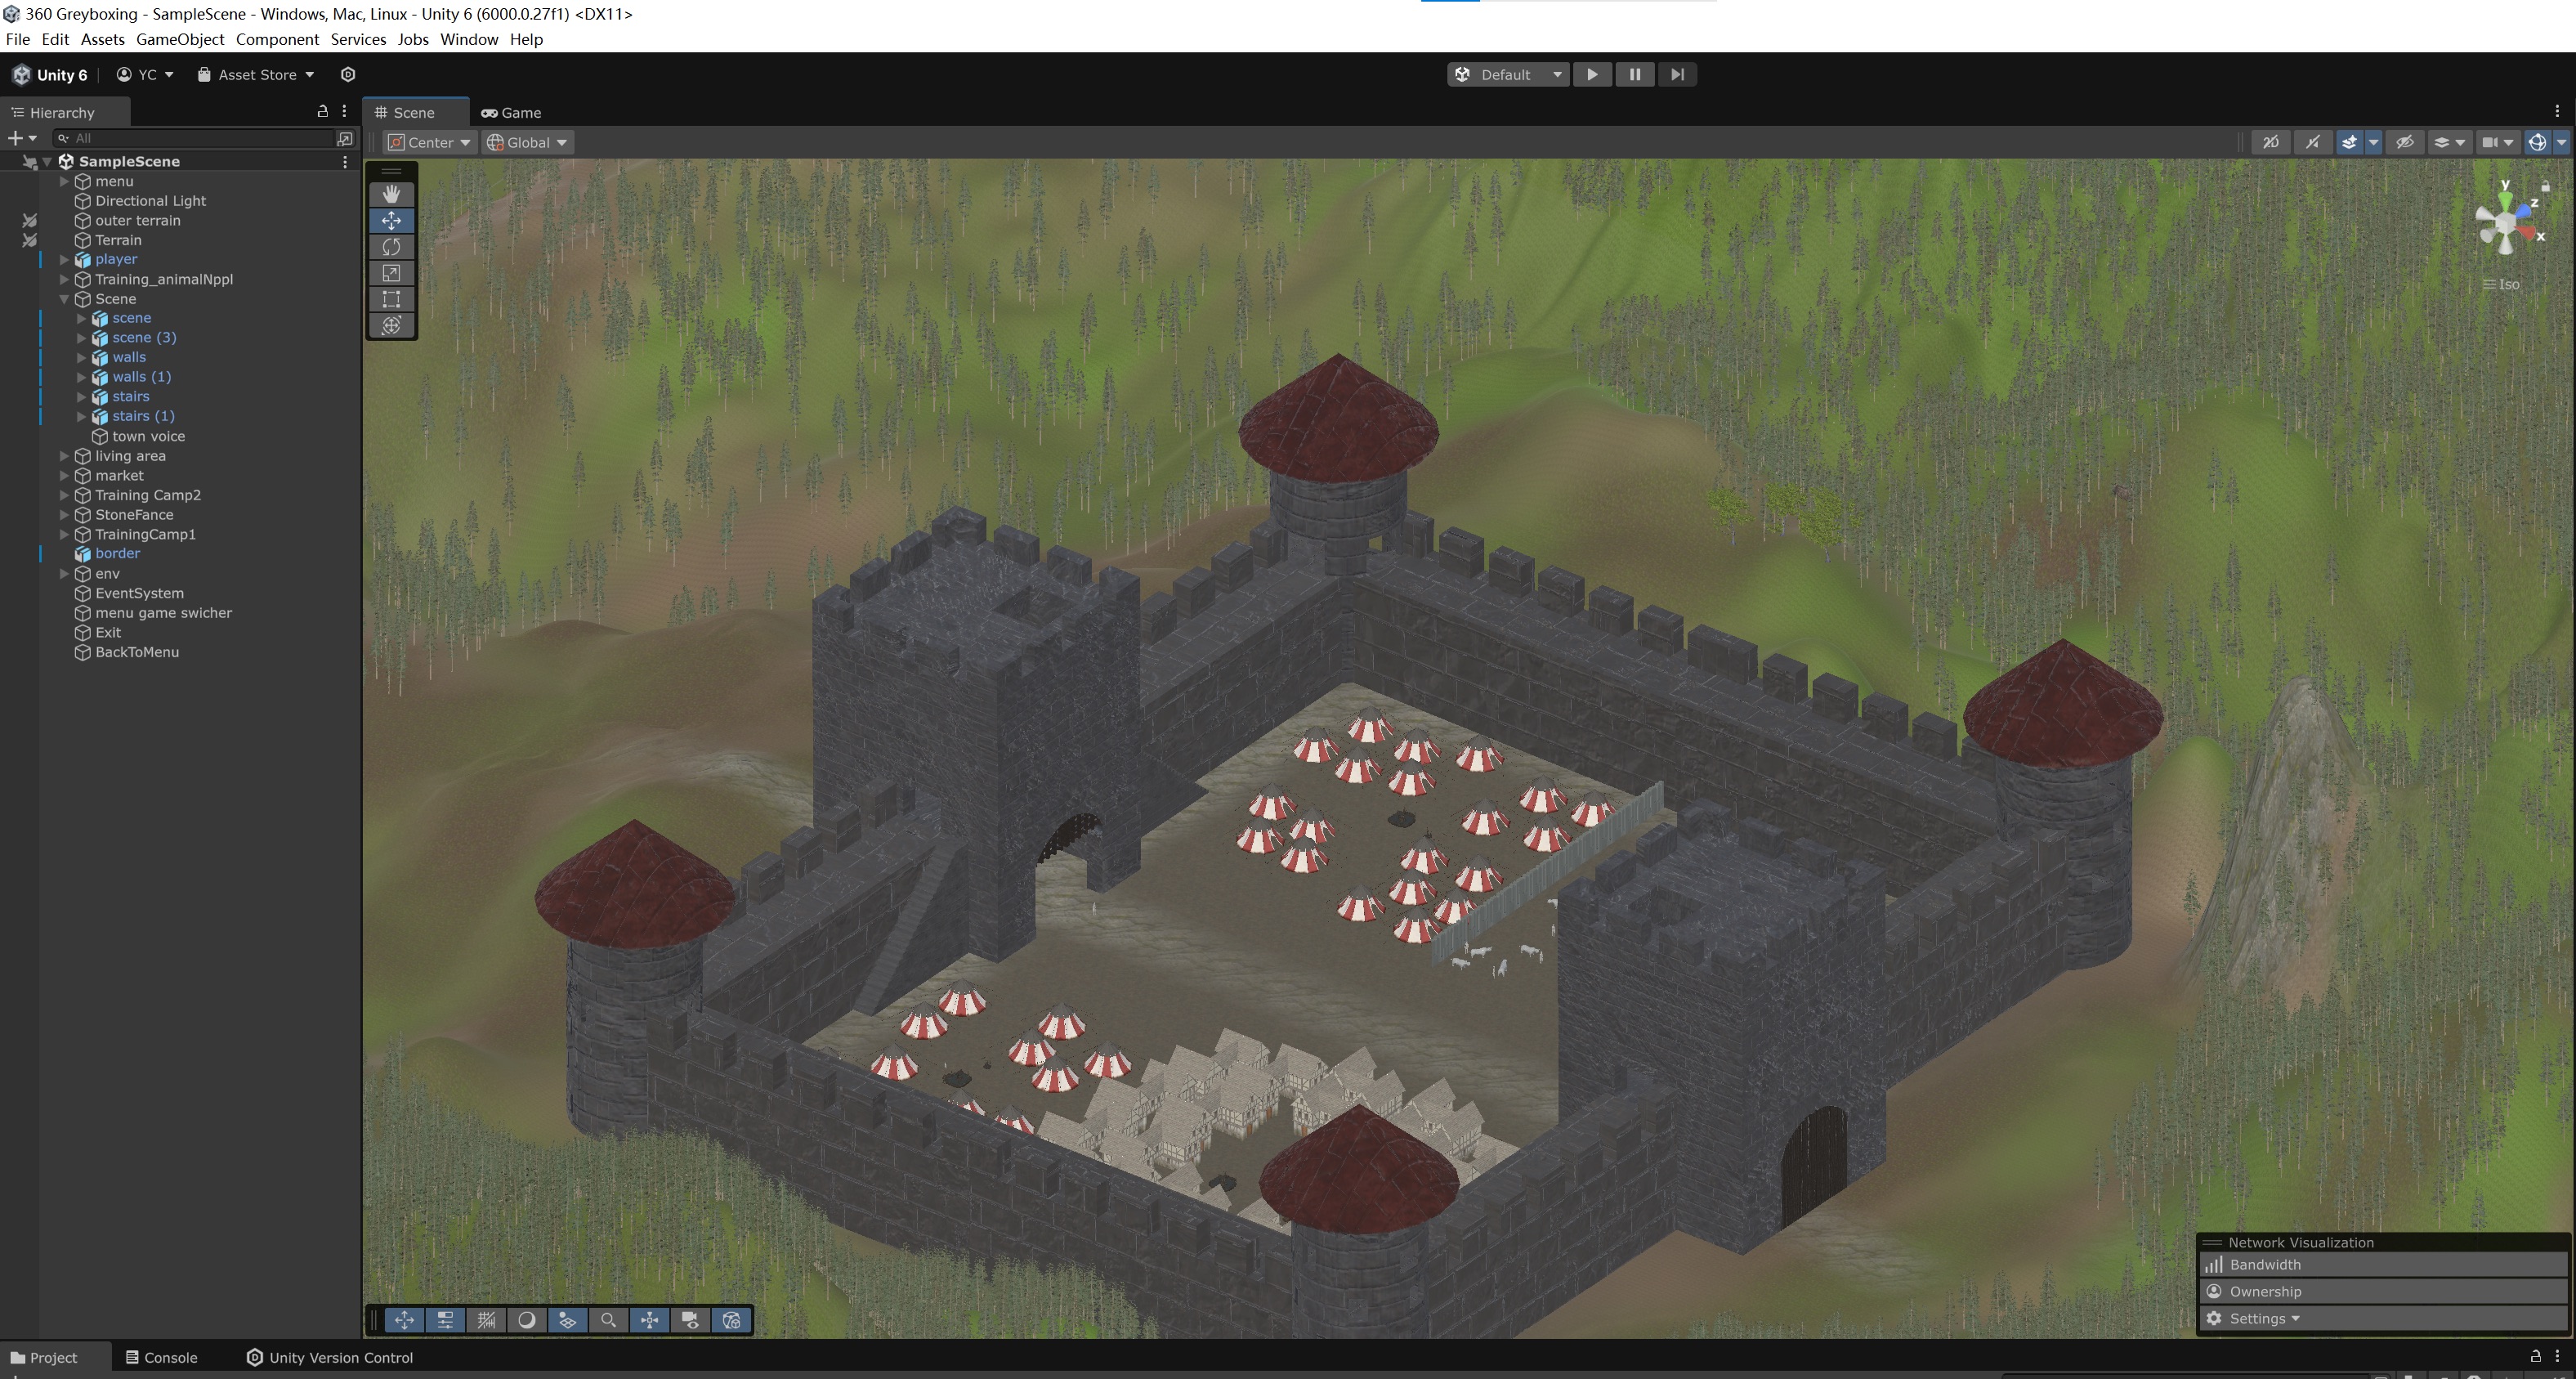 360 Greyboxing - SampleScene - Windows, Mac, Linux - Unity 6 (6000.0.27f1) <DX11>
File Edit Assets GameObject Component Services Jobs Window Help
Unity 6 YC Asset Store Default
Hierarchy
All
SampleScene
menu
Directional Light
outer terrain
Terrain
player
Training_animalNppl
Scene
scene
scene (3)
walls
walls (1)
stairs
stairs (1)
town voice
living area
market
Training Camp2
StoneFance
TrainingCamp1
border
env
EventSystem
menu game swicher
Exit
BackToMenu
Scene Game
Center Global
2D
y
z
x
Iso
Network Visualization
Bandwidth
Ownership
Settings
Project Console Unity Version Control